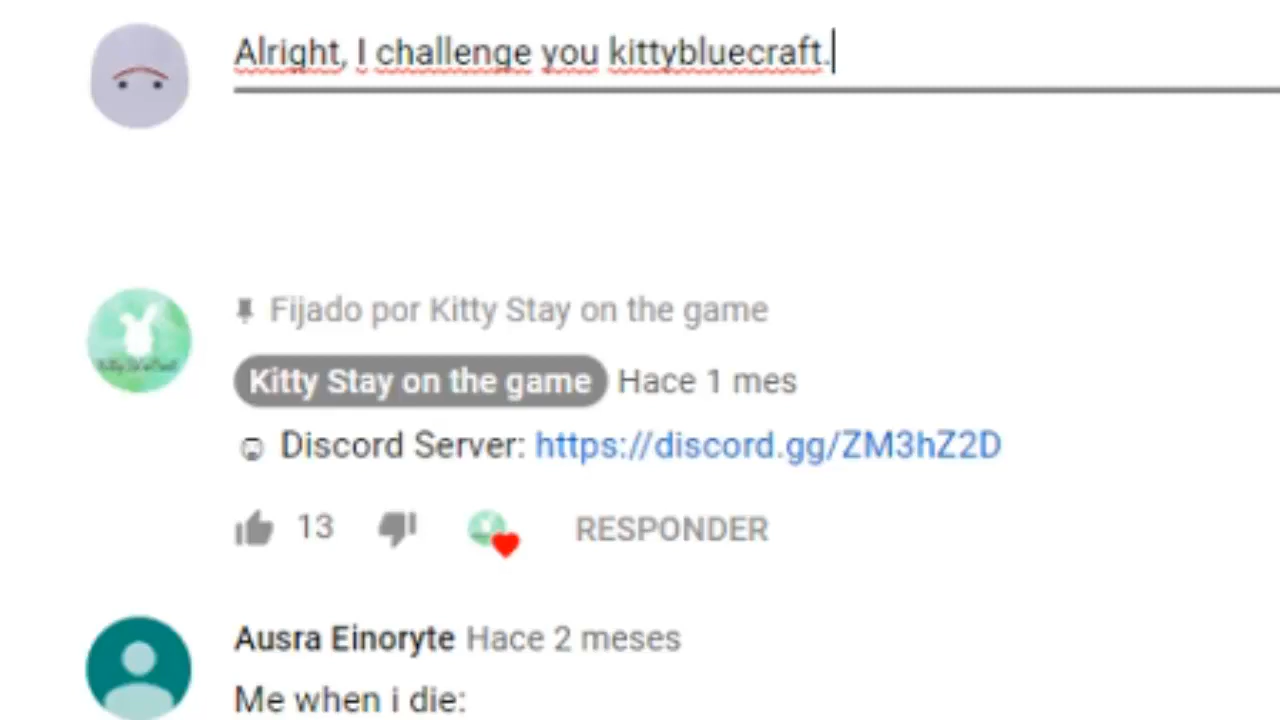 Alright, I challenge you kittybluecraft.
Fijado por Kitty Stay on the game
Kitty Stay on the game Hace 1 mes
Discord Server: https://discord.gg/ZM3hZ2D
13 RESPONDER
Ausra Einoryte Hace 2 meses
Me when i die: